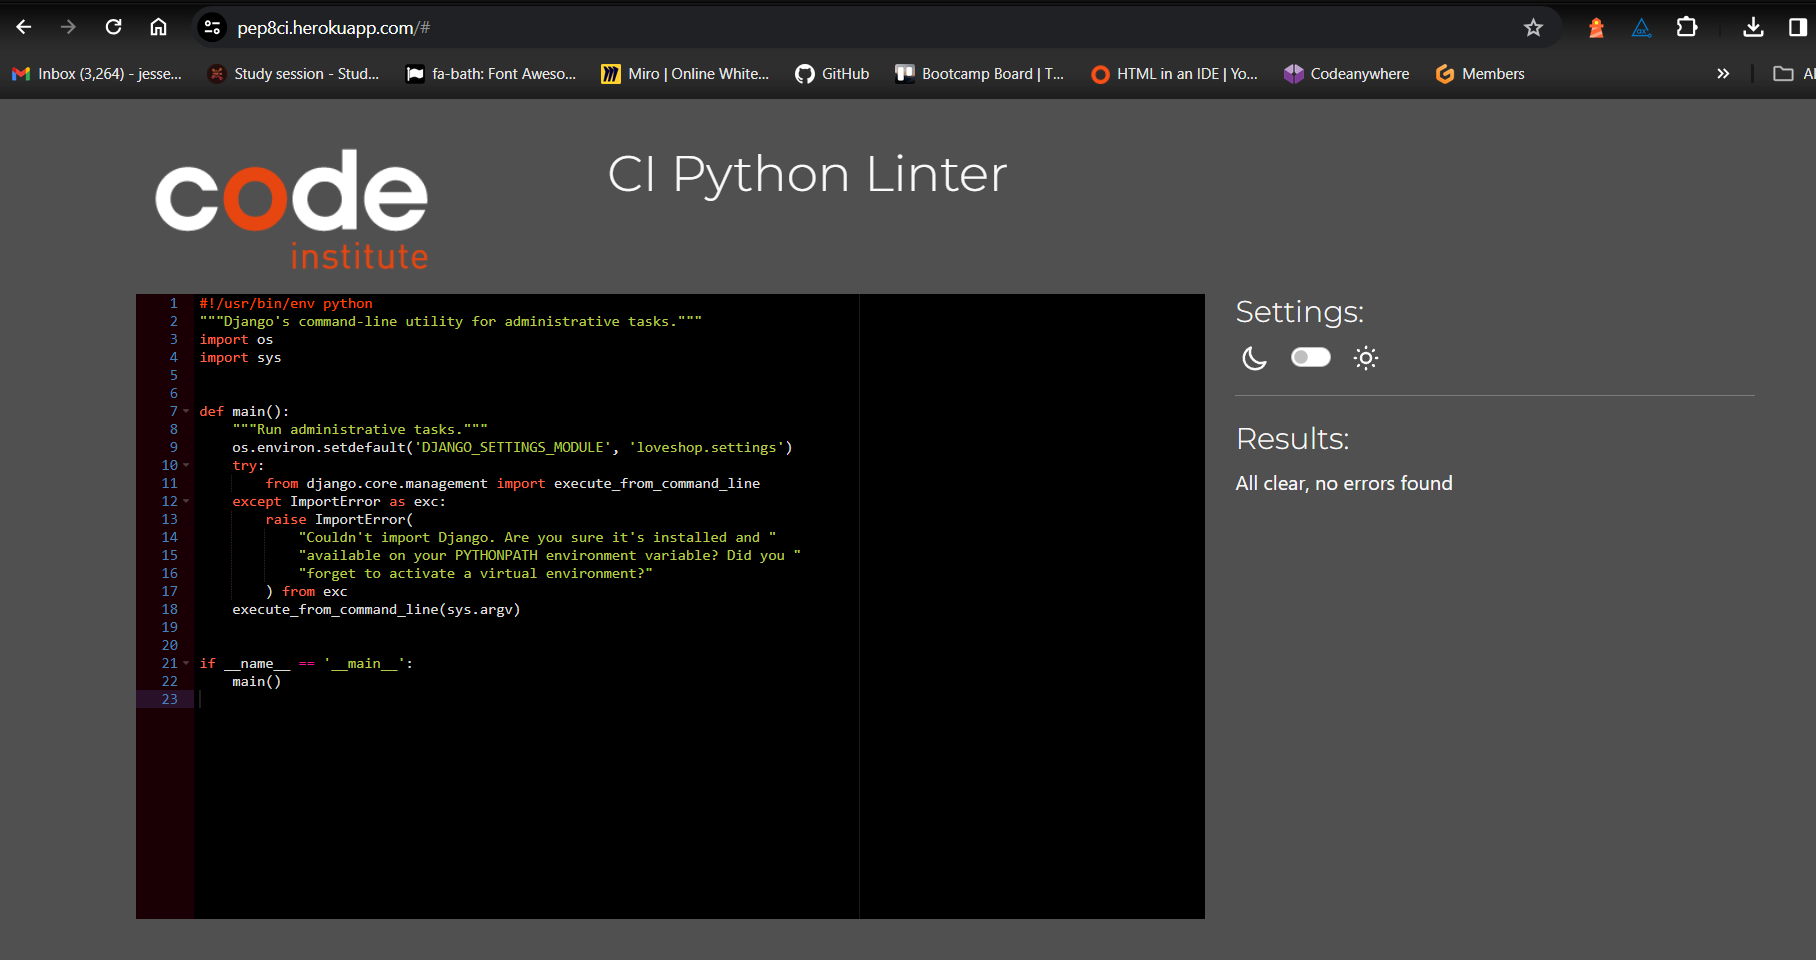 pep8ci.herokuapp.com/#
Inbox (3,264) - jesse... Study session - Stud... fa-bath: Font Aweso... Miro | Online White... GitHub Bootcamp Board | T... HTML in an IDE | Yo... Codeanywhere Members
code
institute
CI Python Linter
1 #!/usr/bin/env python
2 """Django's command-line utility for administrative tasks."""
3 import os
4 import sys
5
6
7 def main():
8     """Run administrative tasks."""
9     os.environ.setdefault('DJANGO_SETTINGS_MODULE', 'loveshop.settings')
10     try:
11         from django.core.management import execute_from_command_line
12     except ImportError as exc:
13         raise ImportError(
14             "Couldn't import Django. Are you sure it's installed and "
15             "available on your PYTHONPATH environment variable? Did you "
16             "forget to activate a virtual environment?"
17         ) from exc
18     execute_from_command_line(sys.argv)
19
20
21 if __name__ == '__main__':
22     main()
23
Settings:
Results:
All clear, no errors found